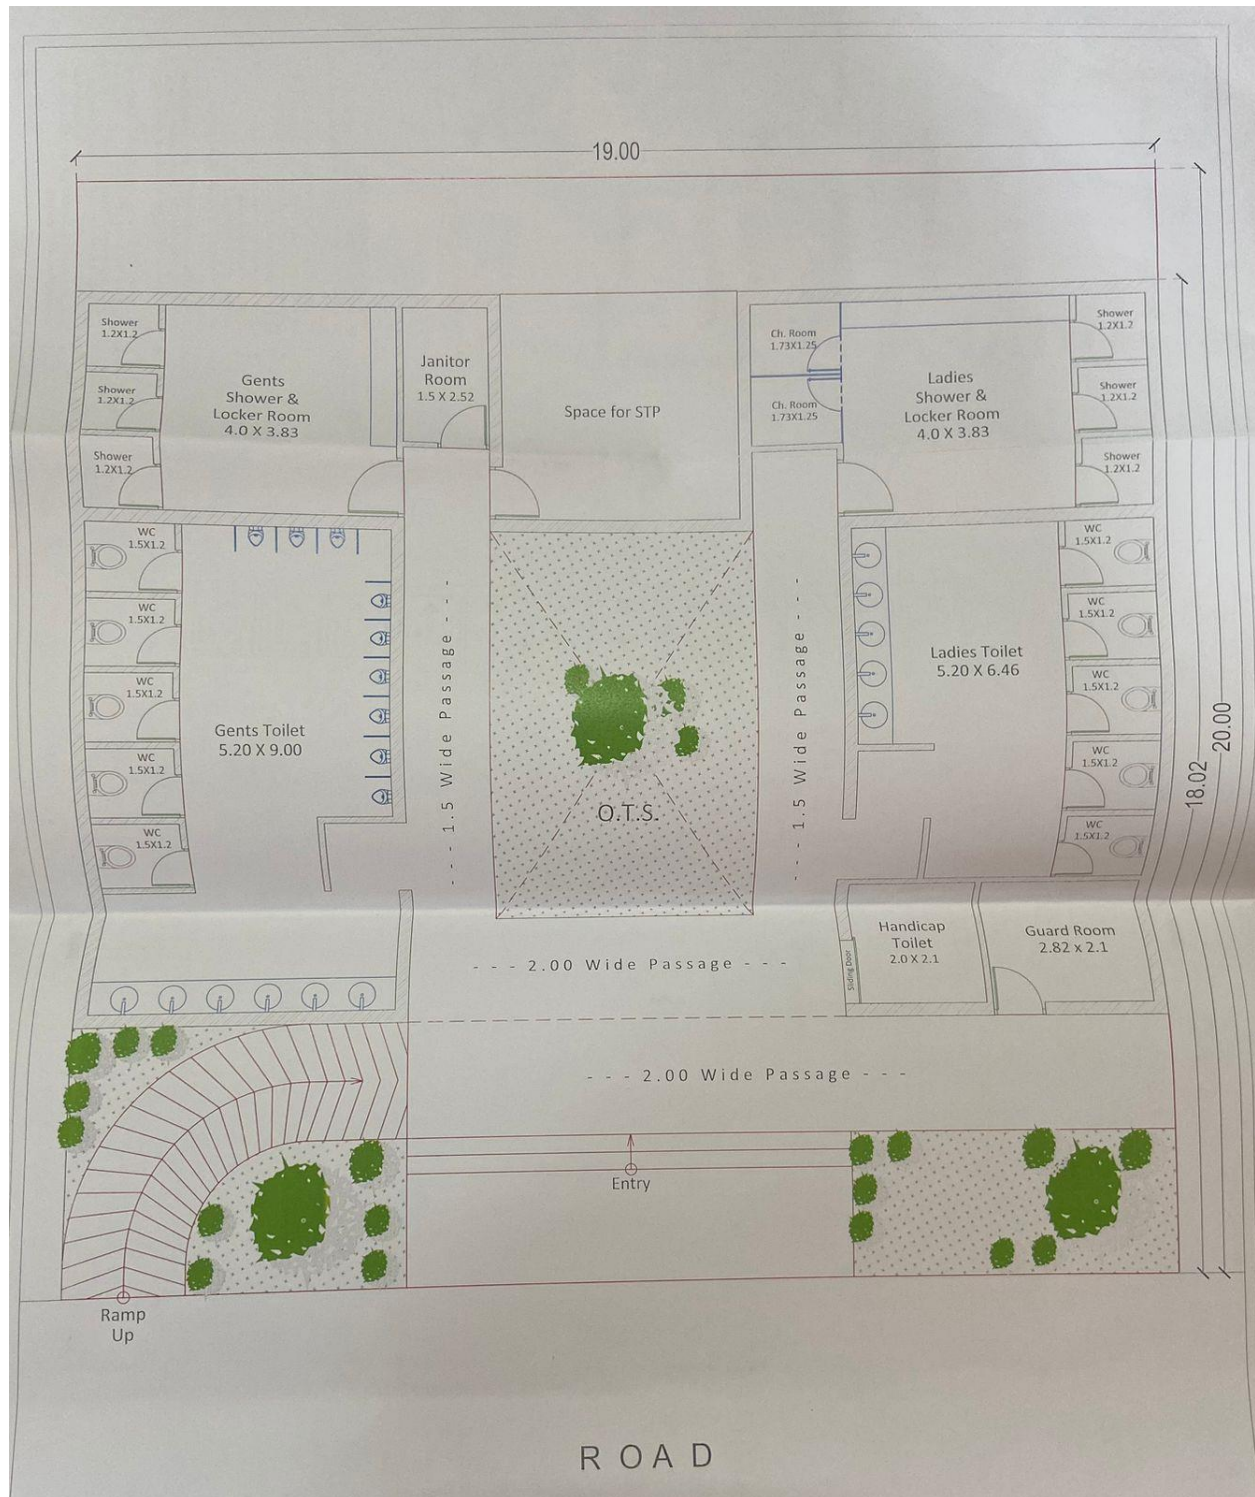 19.00
Shower
1.2X1.2
Shower
1.2X1.2
Shower
1.2X1.2
Gents
Shower &
Locker Room
4.0 X 3.83
Janitor
Room
1.5 X 2.52
Space for STP
Ch. Room
1.73X1.25
Ch. Room
1.73X1.25
Ladies
Shower &
Locker Room
4.0 X 3.83
Shower
1.2X1.2
Shower
1.2X1.2
Shower
1.2X1.2
WC
1.5X1.2
WC
1.5X1.2
WC
1.5X1.2
WC
1.5X1.2
WC
1.5X1.2
Gents Toilet
5.20 X 9.00
- - - 1.5 Wide Passage - - -
O.T.S.
- - - 1.5 Wide Passage - - -
Ladies Toilet
5.20 X 6.46
WC
1.5X1.2
WC
1.5X1.2
WC
1.5X1.2
WC
1.5X1.2
WC
1.5X1.2
18.02
20.00
- - - 2.00 Wide Passage - - -
Sliding Door
Handicap
Toilet
2.0 X 2.1
Guard Room
2.82 x 2.1
- - - 2.00 Wide Passage - - -
Entry
Ramp
Up
ROAD